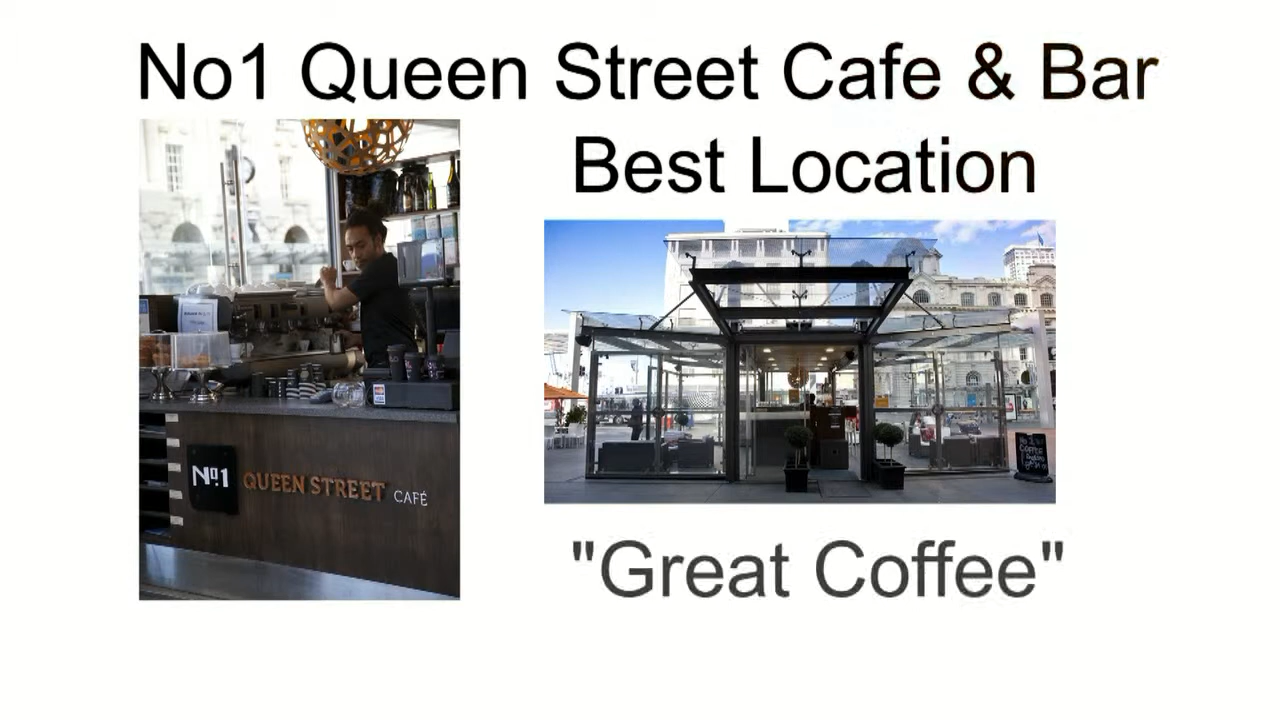 No1 Queen Street Cafe & Bar
Best Location
Nº1 QUEEN STREET CAFÉ
"Great Coffee"